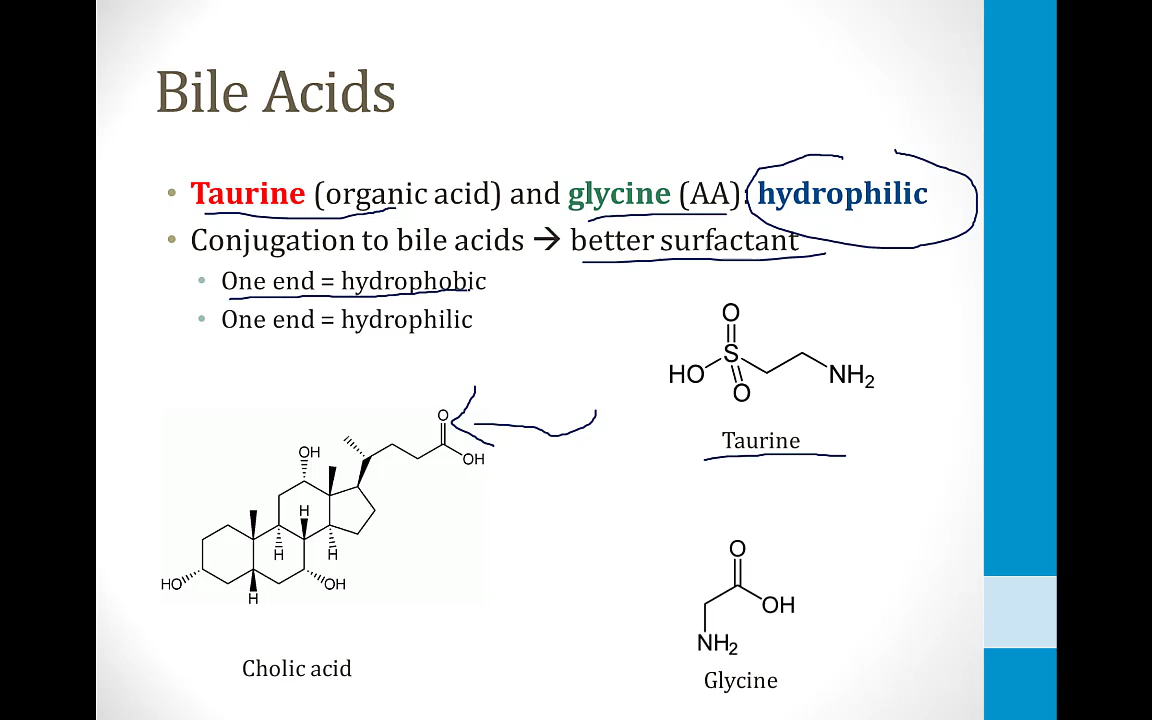 Bile Acids
• Taurine (organic acid) and glycine (AA): hydrophilic
• Conjugation to bile acids → better surfactant
• One end = hydrophobic
• One end = hydrophilic
O
HO S NH2
O
Taurine
O
OH
OH
H
H H
HO OH
H
Cholic acid
O
OH
NH2
Glycine